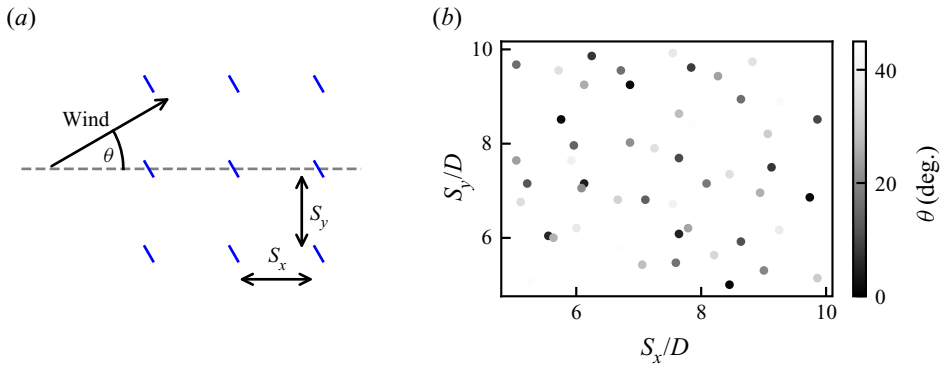 (a)
Wind
θ
S_y
S_x
(b)
10
8
6
S_y/D
6
8
10
S_x/D
40
20
0
θ (deg.)